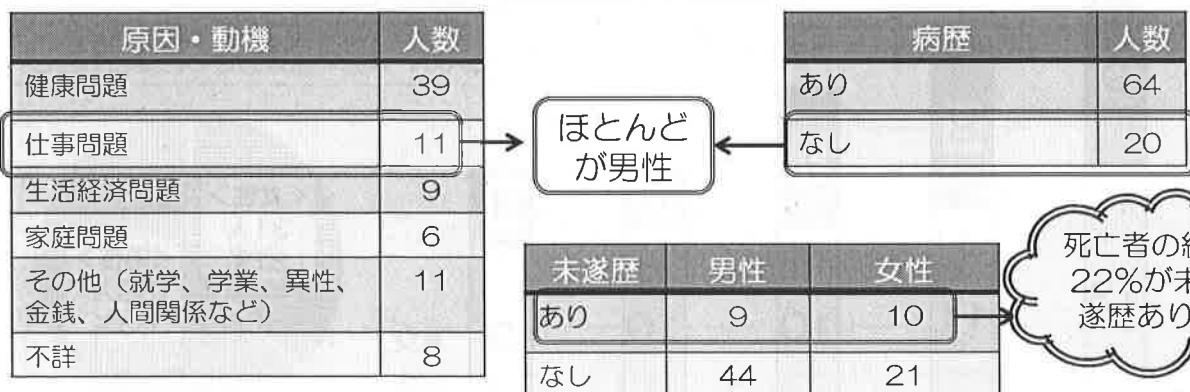 原因・動機 人数
健康問題 39
仕事問題 11
生活経済問題 9
家庭問題 6
その他（就学、学業、異性、 11
金銭、人間関係など）
不詳 8
ほとんど
が男性
病歴 人数
あり 64
なし 20
未遂歴 男性 女性
あり 9 10
なし 44 21
死亡者の
22%が未
遂歴あり